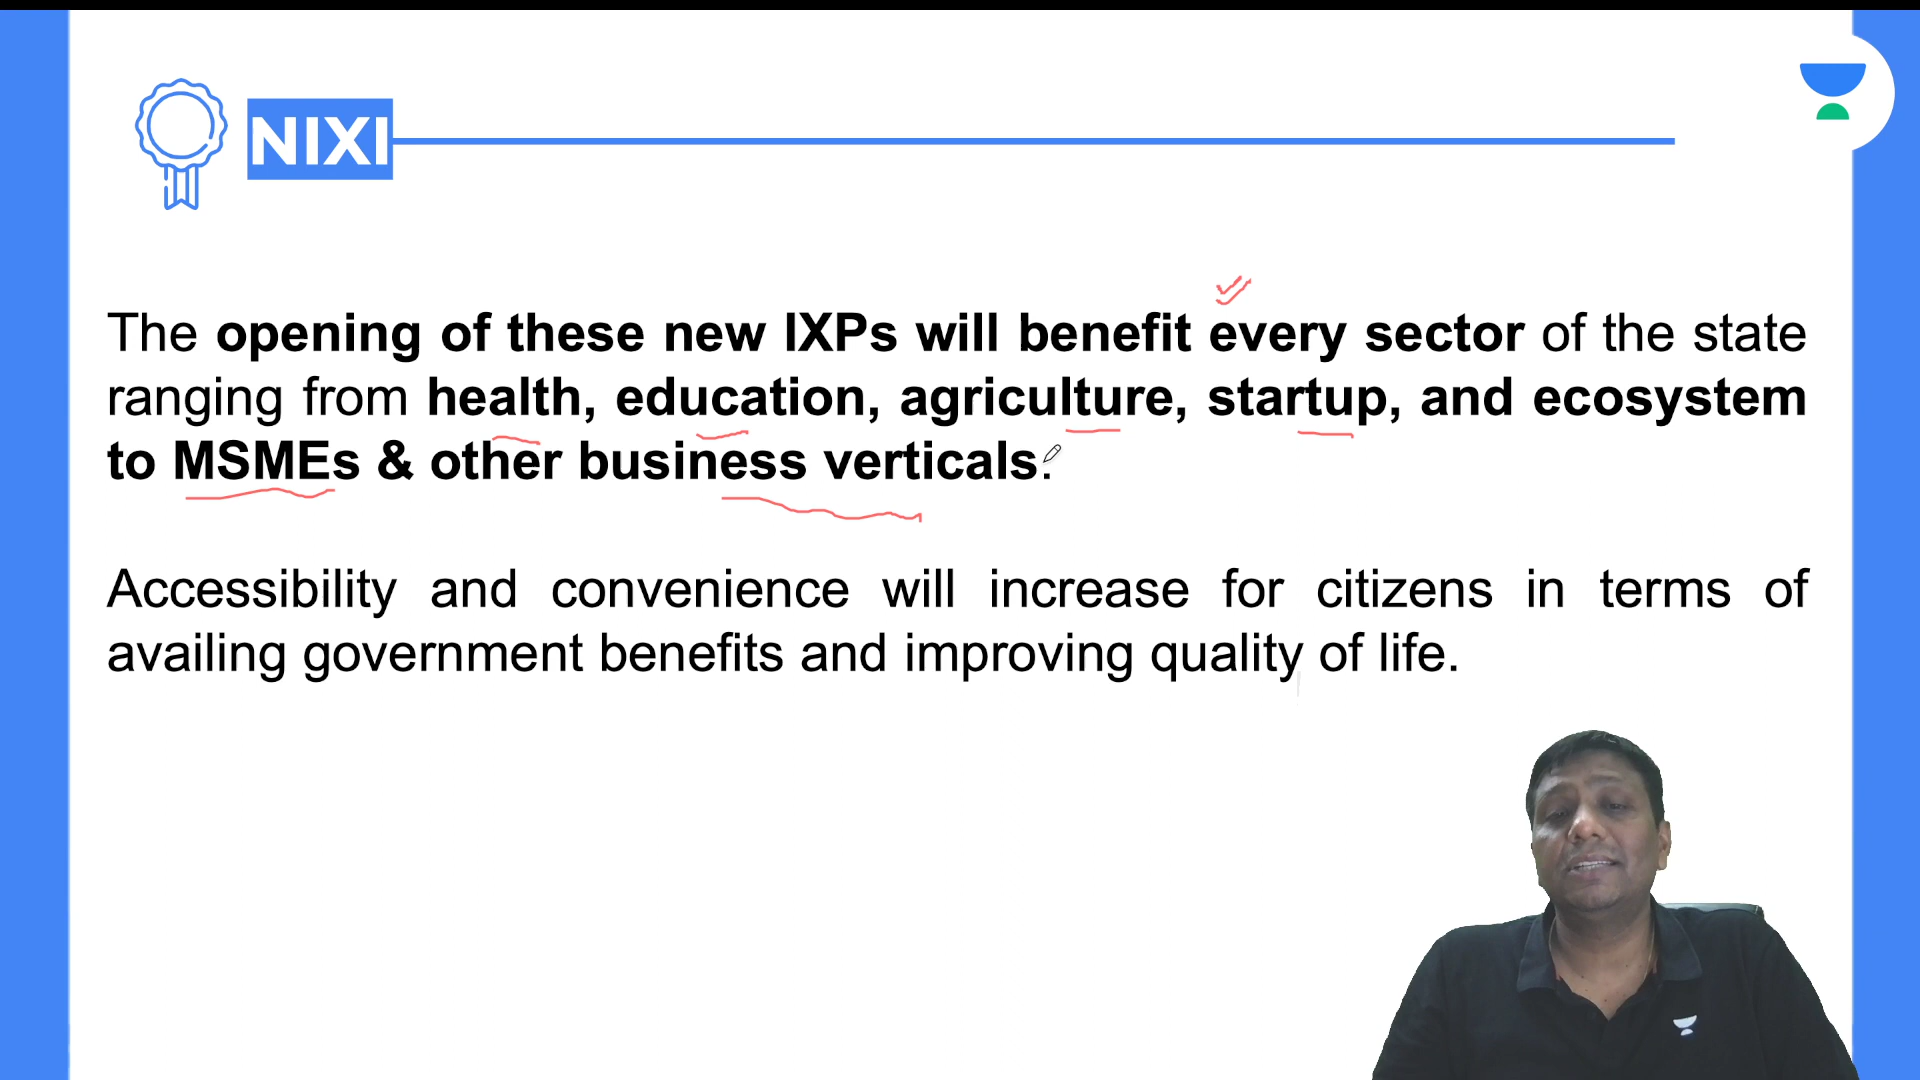 NIXI
The opening of these new IXPs will benefit every sector of the state
ranging from health, education, agriculture, startup, and ecosystem
to MSMEs & other business verticals.
Accessibility and convenience will increase for citizens in terms of
availing government benefits and improving quality of life.